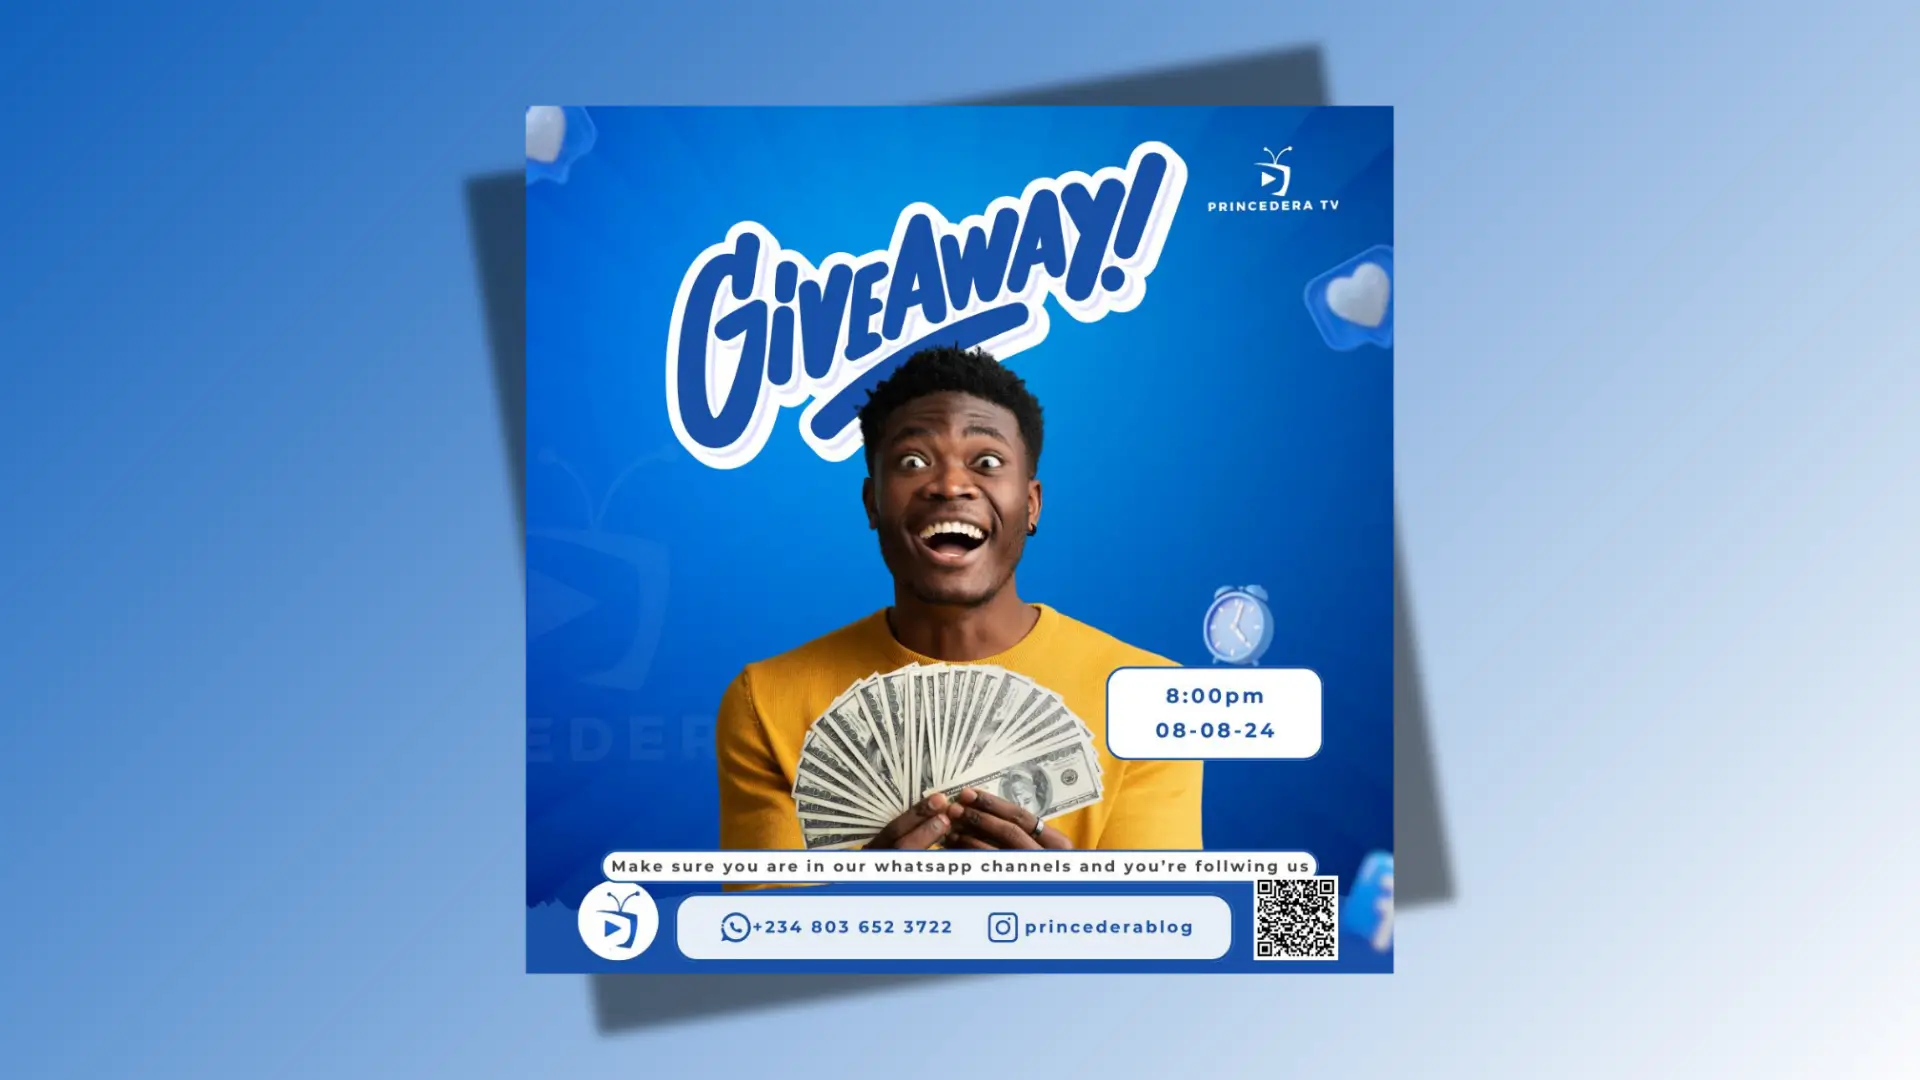 GiveAway!
PRINCEDERA TV
EDER
8:00pm
08-08-24
Make sure you are in our whatsapp channels and you're follwing us
+234 803 652 3722
princederablog